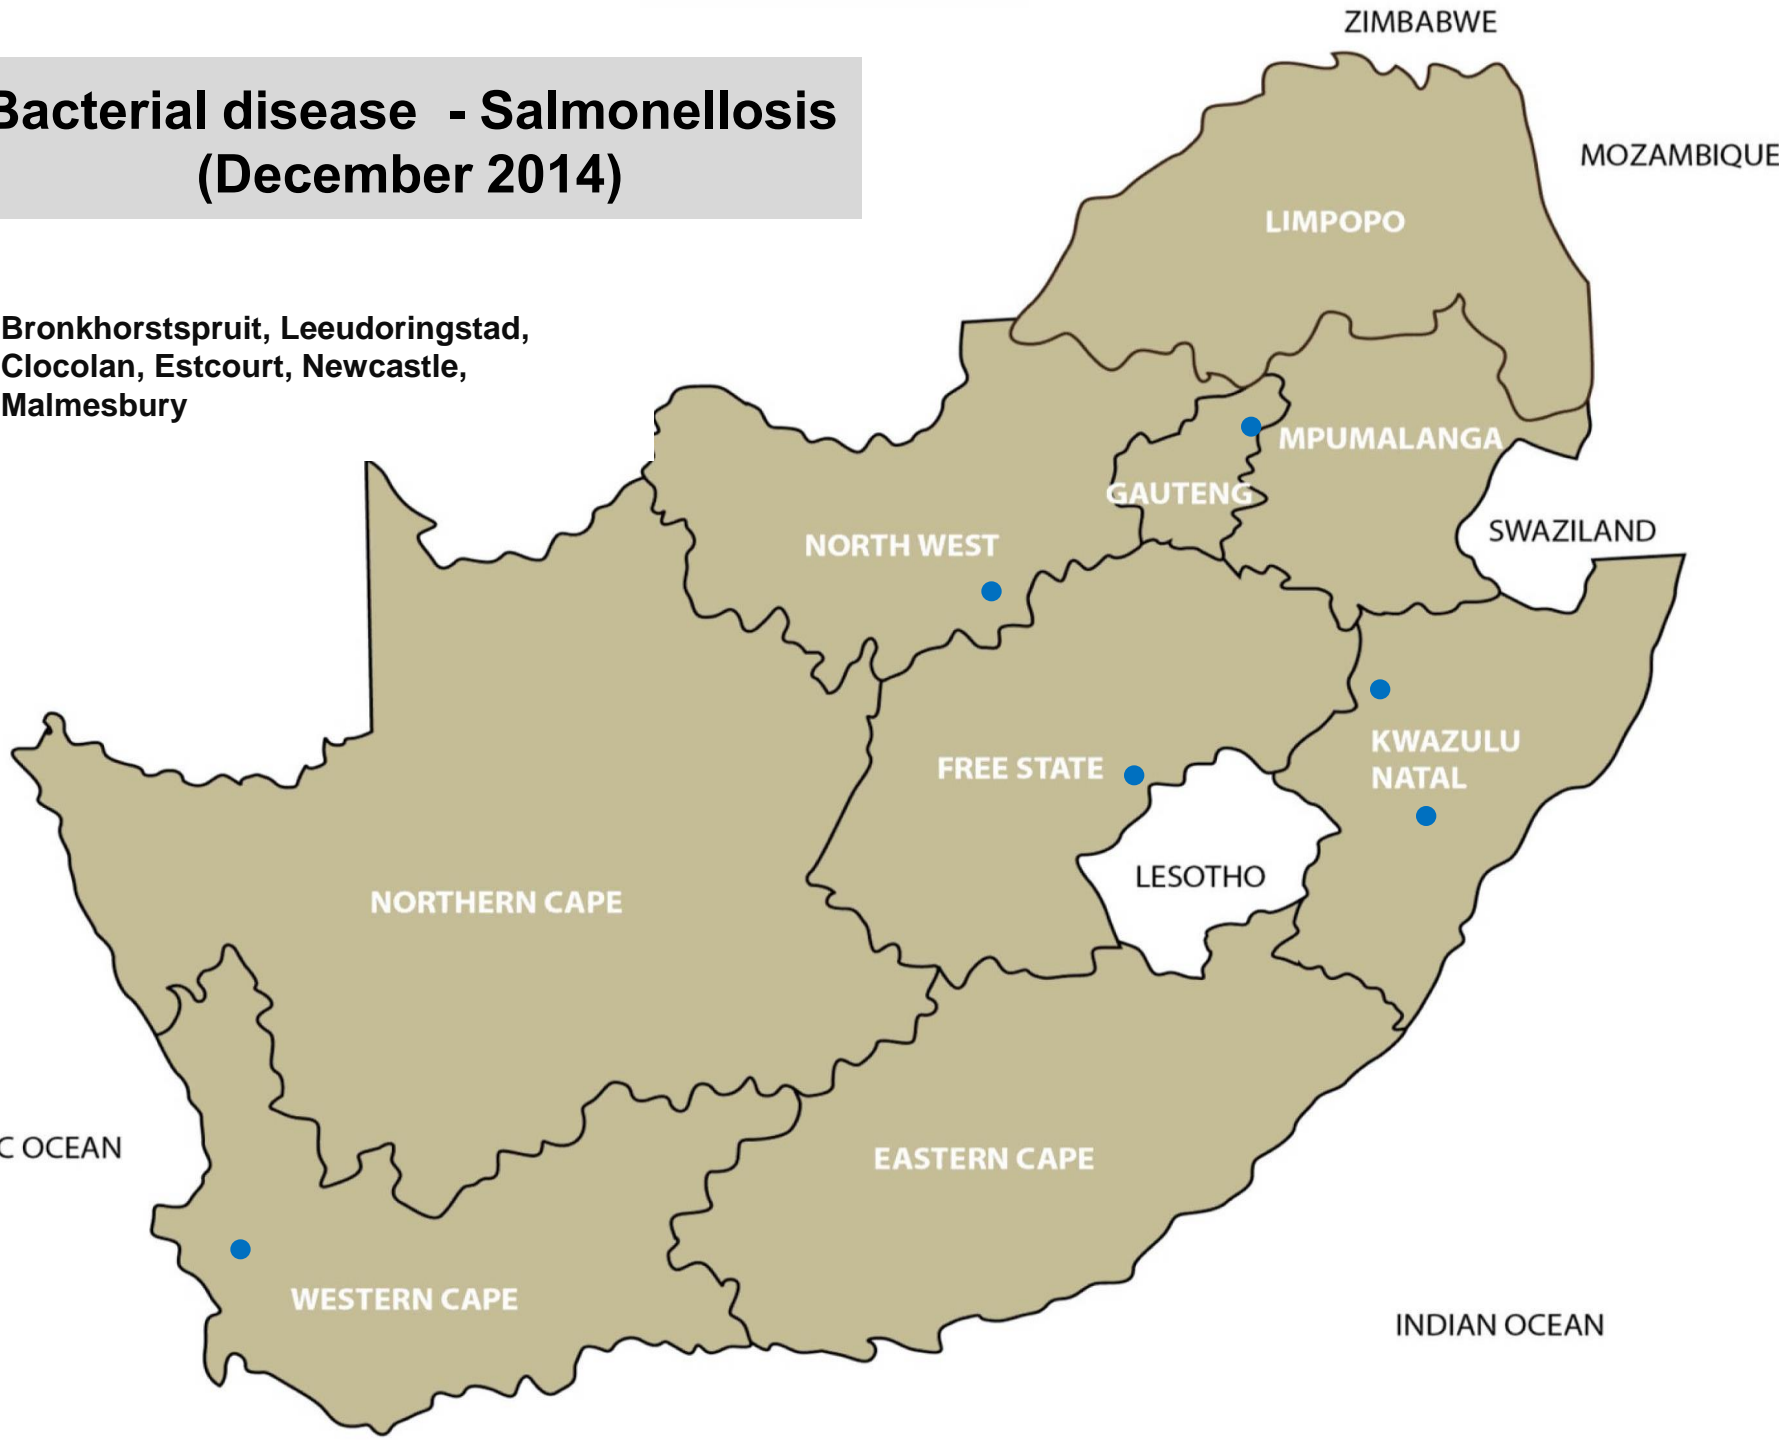 ZIMBABWE
Bacterial disease - Salmonellosis
(December 2014)
MOZAMBIQUE
LIMPOPO
Bronkhorstspruit, Leeudoringstad,
Clocolan, Estcourt, Newcastle,
Malmesbury
MPUMALANGA
GAUTENG
SWAZILAND
NORTH WEST
KWAZULU
NATAL
FREE STATE
LESOTHO
NORTHERN CAPE
C OCEAN
EASTERN CAPE
WESTERN CAPE
INDIAN OCEAN